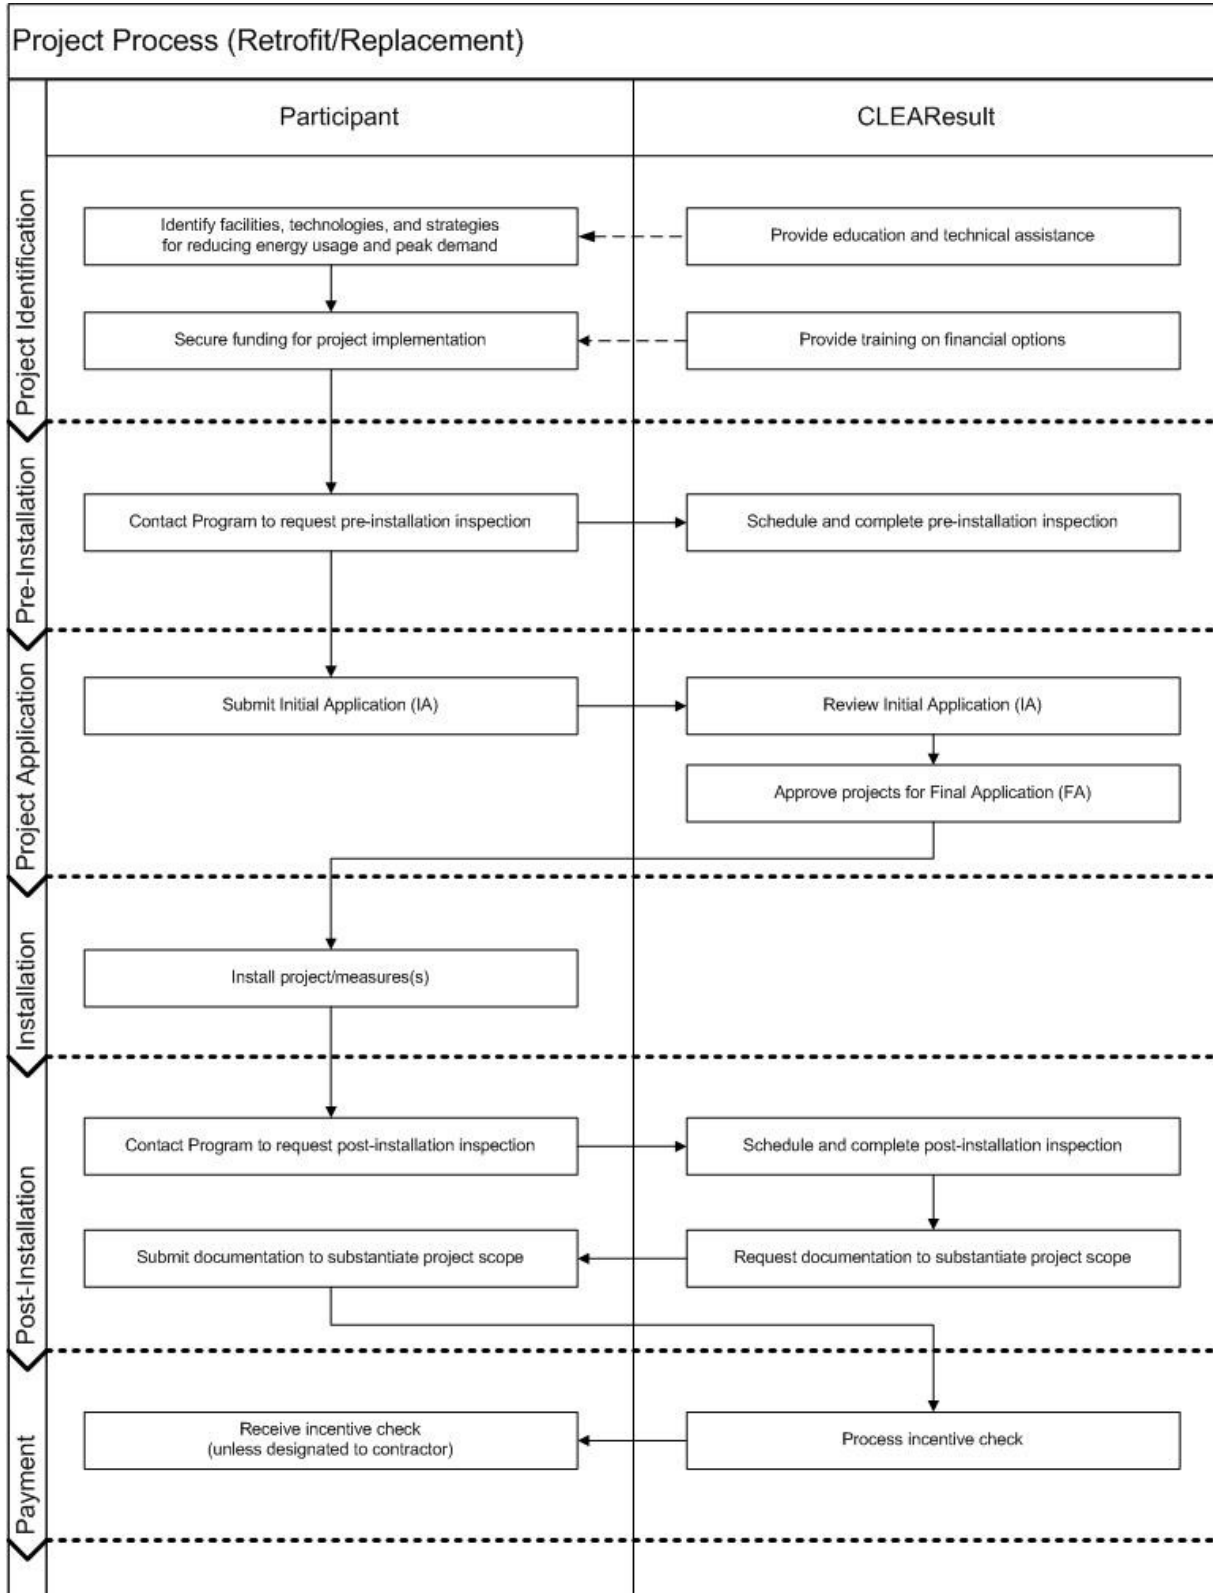 Project Process (Retrofit/Replacement)
Participant
CLEAResult
Project Identification
Identify facilities, technologies, and strategies
for reducing energy usage and peak demand
Provide education and technical assistance
Secure funding for project implementation
Provide training on financial options
Pre-Installation
Contact Program to request pre-installation inspection
Schedule and complete pre-installation inspection
Project Application
Submit Initial Application (IA)
Review Initial Application (IA)
Approve projects for Final Application (FA)
Installation
Install project/measures(s)
Post-Installation
Contact Program to request post-installation inspection
Schedule and complete post-installation inspection
Submit documentation to substantiate project scope
Request documentation to substantiate project scope
Payment
Receive incentive check
(unless designated to contractor)
Process incentive check